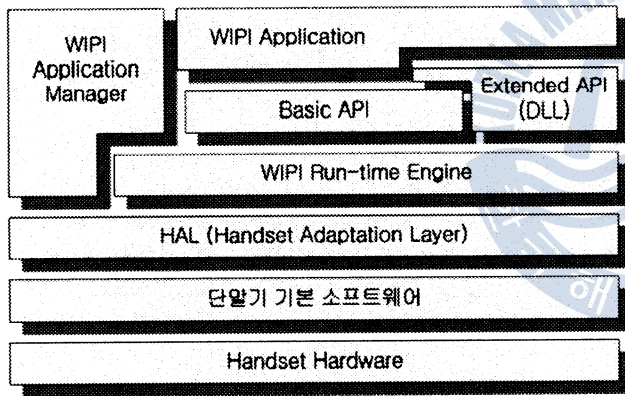 WIPI
Application
Manager
WIPI Application
Extended API
(DLL)
Basic API
WIPI Run-time Engine
HAL (Handset Adaptation Layer)
단말기 기본 소프트웨어
Handset Hardware